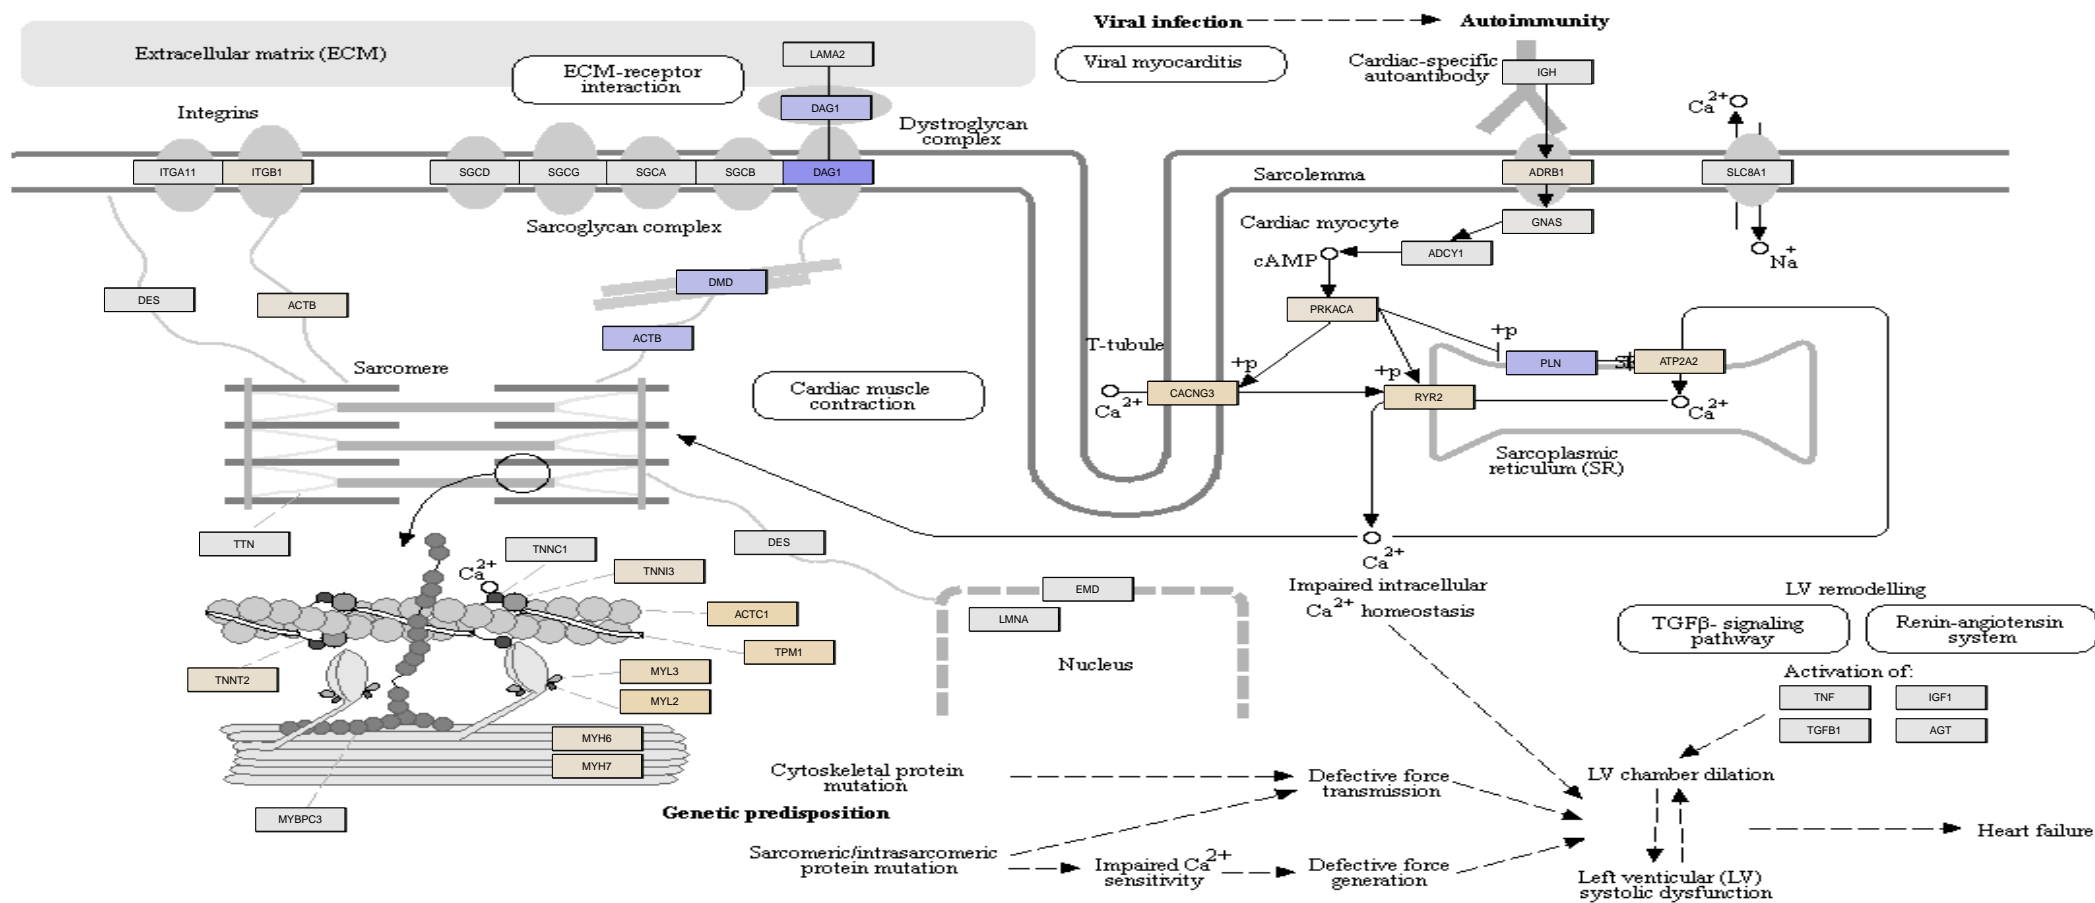 Viral infection
Autoimmunity
Extracellular matrix (ECM)
LAMA2
ECM-receptor
interaction
Viral myocarditis
Cardiac-specific
autoantibody
IGH
DAG1
Integrins
Dystroglycan
complex
Ca2+
ITGA11
ITGB1
SGCD
SGCG
SGCA
SGCB
DAG1
Sarcolemma
ADRB1
SLC8A1
Sarcoglycan complex
Cardiac myocyte
GNAS
ADCY1
cAMP
Na+
DMD
DES
ACTB
PRKACA
ACTB
T-tubule
+p
+p
+p
PLN
ATP2A2
Sarcomere
Cardiac muscle
contraction
CACNG3
Ca2+
RYR2
Ca2+
Sarcoplasmic
reticulum (SR)
TTN
DES
TNNC1
Ca2+
TNNI3
Ca2+
Impaired intracellular
Ca2+ homeostasis
EMD
LMNA
Nucleus
LV remodelling
ACTC1
TPM1
TGFβ- signaling
pathway
Renin-angiotensin
system
TNNT2
MYL3
MYL2
Activation of:
TNF
IGF1
TGFB1
AGT
MYH6
MYH7
MYBPC3
Cytoskeletal protein
mutation
Defective force
transmission
LV chamber dilation
Genetic predisposition
Heart failure
Sarcomeric/intrasarcomeric
protein mutation
Impaired Ca2+
sensitivity
Defective force
generation
Left venticular (LV)
systolic dysfunction